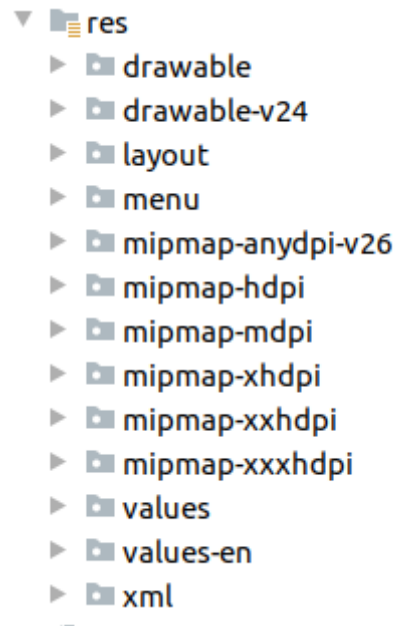 res
drawable
drawable-v24
layout
menu
mipmap-anydpi-v26
mipmap-hdpi
mipmap-mdpi
mipmap-xhdpi
mipmap-xxhdpi
mipmap-xxxhdpi
values
values-en
xml